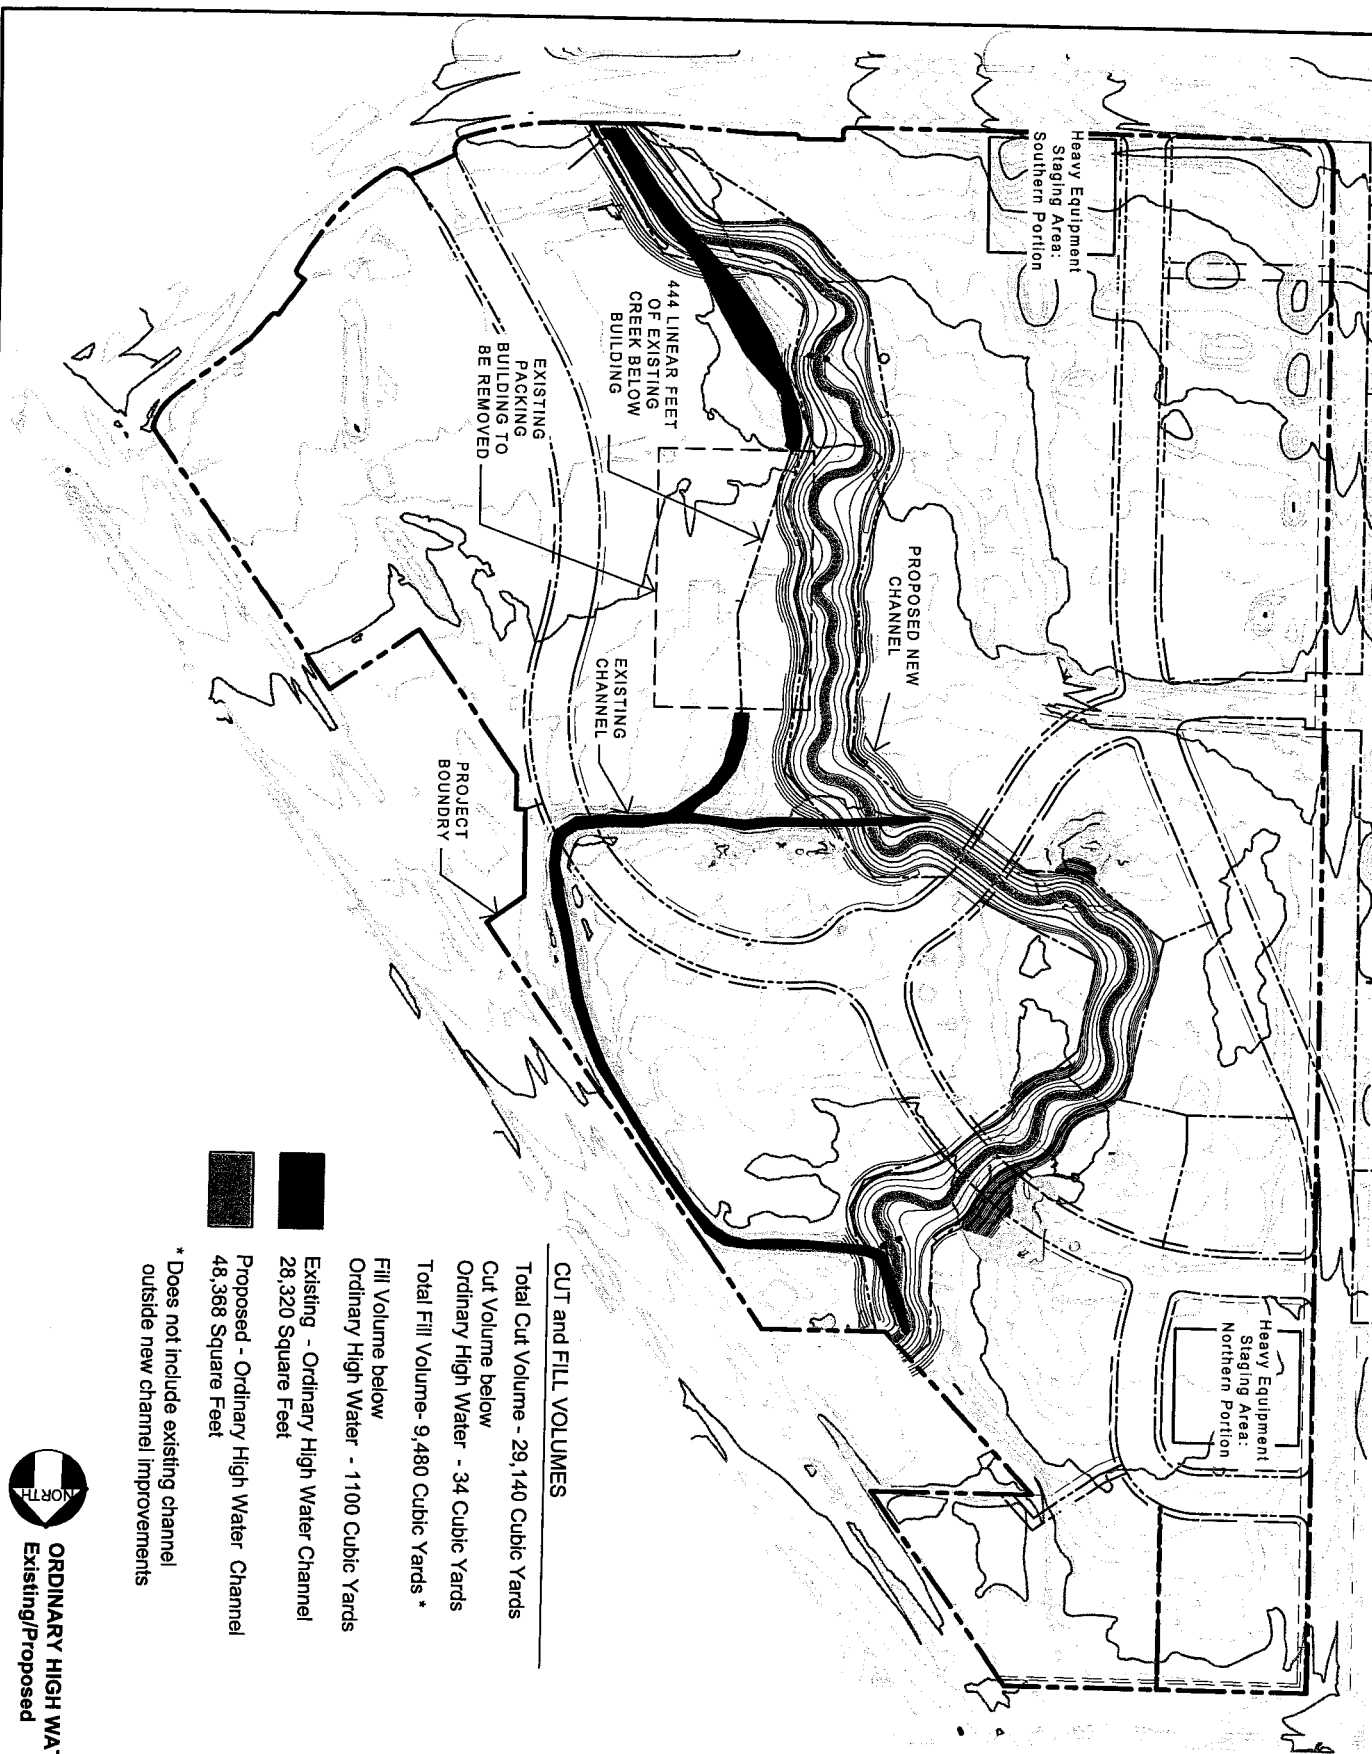 Heavy Equipment
Staging Area:
Southern Portion
444 LINEAR FEET
OF EXISTING
CREEK BELOW
BUILDING
EXISTING
PACKING
BUILDING TO
BE REMOVED
PROPOSED NEW
CHANNEL
EXISTING
CHANNEL
PROJECT
BOUNDRY
Heavy Equipment
Staging Area:
Northern Portion
CUT and FILL VOLUMES
Total Cut Volume - 29,140 Cubic Yards
Cut Volume below
Ordinary High Water - 34 Cubic Yards
Total Fill Volume- 9,480 Cubic Yards *
Fill Volume below
Ordinary High Water - 1100 Cubic Yards
Existing - Ordinary High Water Channel
28,320 Square Feet
Proposed - Ordinary High Water Channel
48,368 Square Feet
* Does not include existing channel
outside new channel improvements
NORTH
ORDINARY HIGH WAT
Existing/Proposed